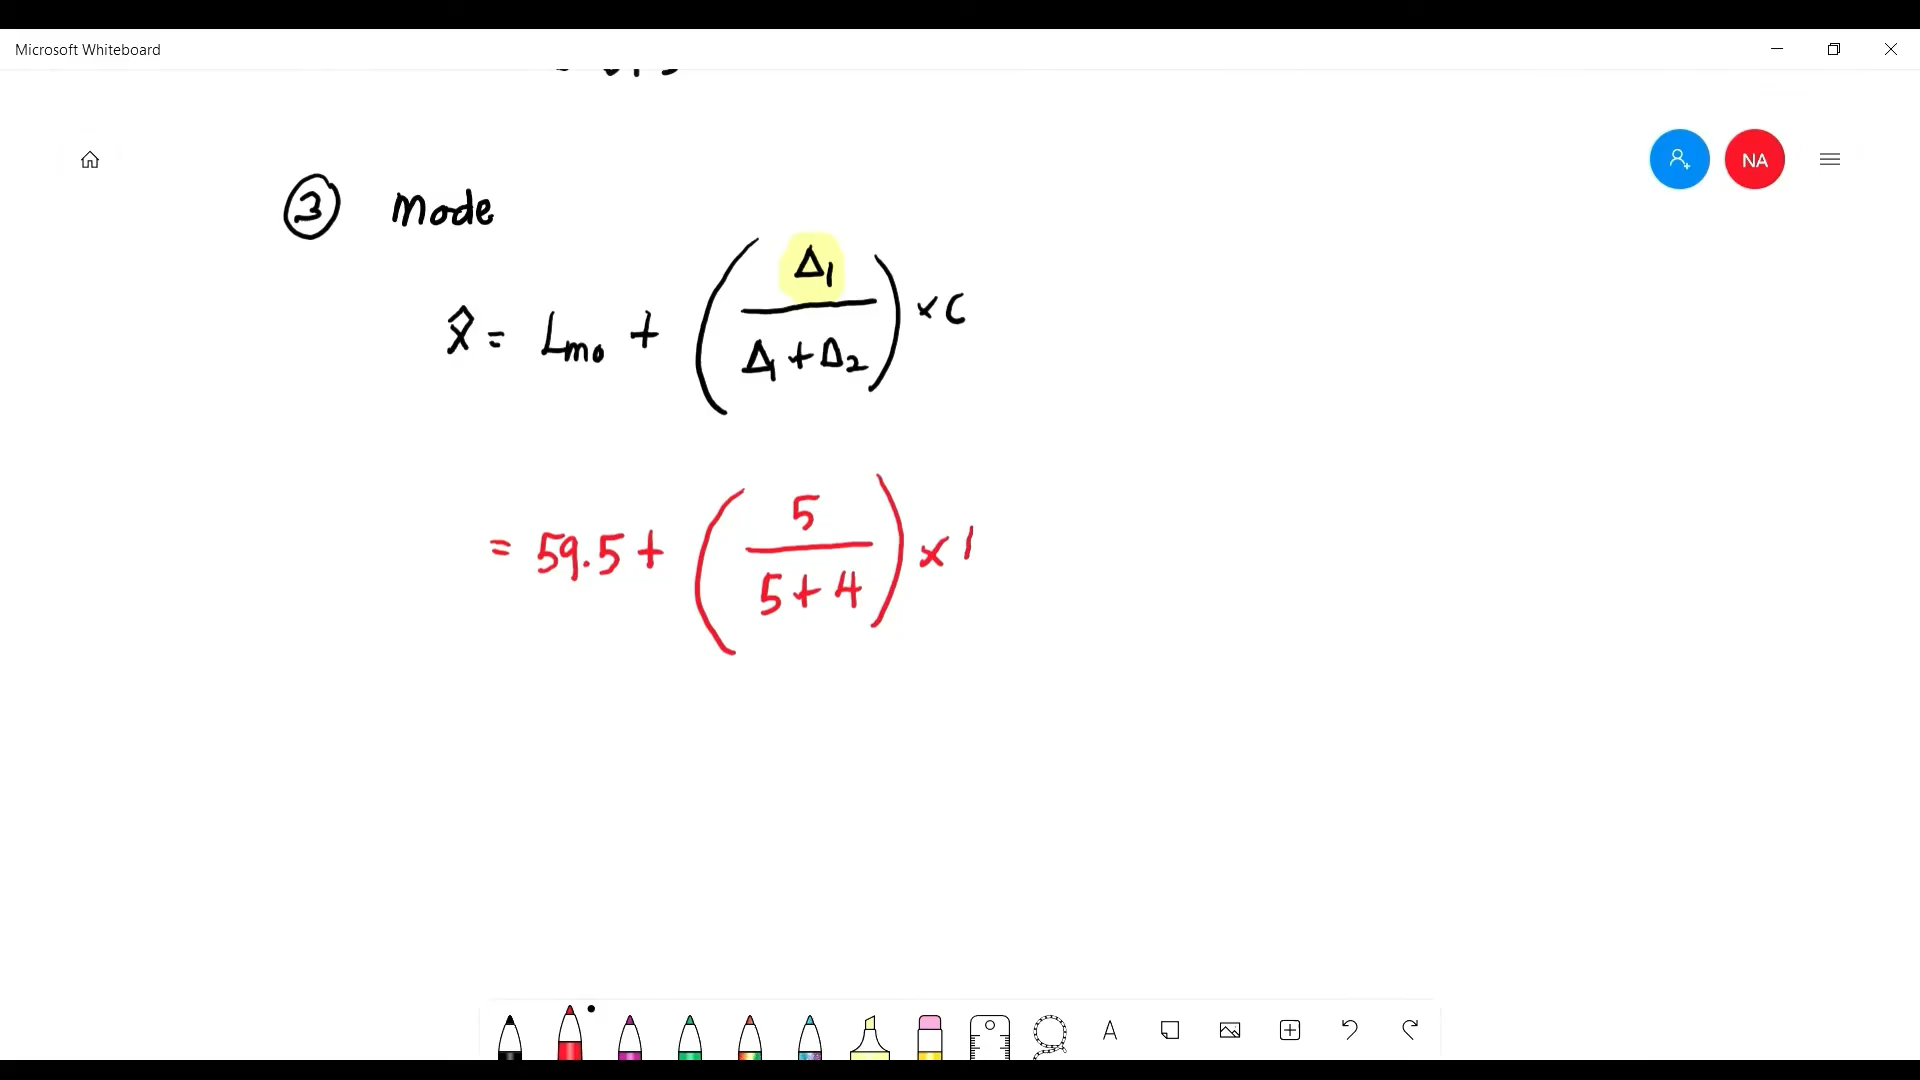 Microsoft Whiteboard
NA
③ Mode
x̂ = Lmo + (Δ1 / (Δ1 + Δ2)) × C
= 59.5 + (5 / (5 + 4)) × 1
A